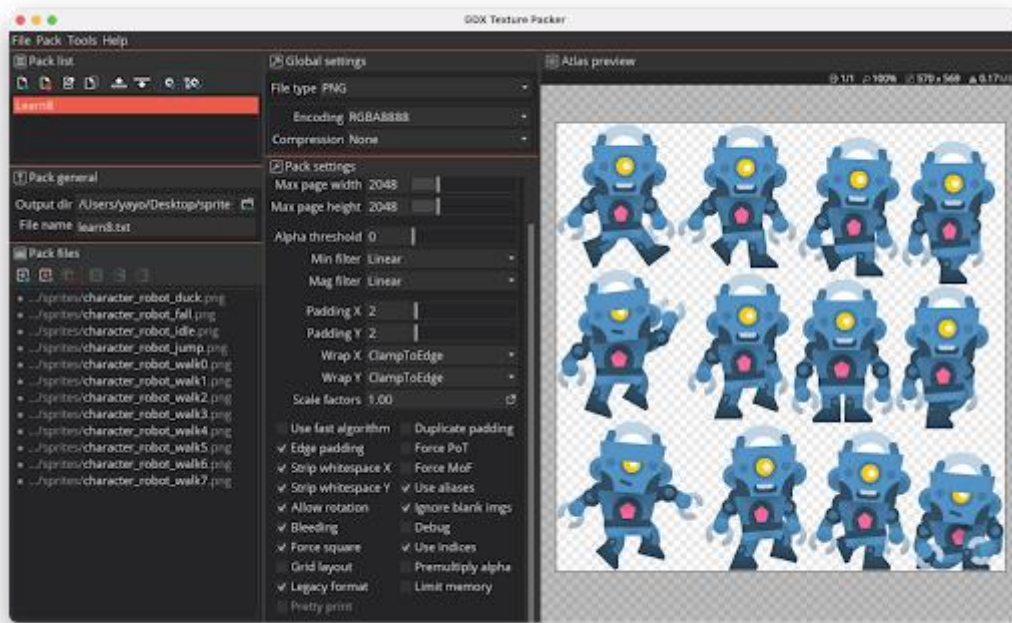 GDX Texture Packer
File Pack Tools Help
Pack list
Learn8
Pack general
Output dir /Users/yayo/Desktop/sprite
File name learn8.txt
Pack files
.../sprites/character_robot_duck.png
.../sprites/character_robot_fall.png
.../sprites/character_robot_idle.png
.../sprites/character_robot_jump.png
.../sprites/character_robot_walk0.png
.../sprites/character_robot_walk1.png
.../sprites/character_robot_walk2.png
.../sprites/character_robot_walk3.png
.../sprites/character_robot_walk4.png
.../sprites/character_robot_walk5.png
.../sprites/character_robot_walk6.png
.../sprites/character_robot_walk7.png
Global settings
File type PNG
Encoding RGBA8888
Compression None
Pack settings
Max page width 2048
Max page height 2048
Alpha threshold 0
Min filter Linear
Mag filter Linear
Padding X 2
Padding Y 2
Wrap X ClampToEdge
Wrap Y ClampToEdge
Scale factors 1.00
Use fast algorithm Duplicate padding
Edge padding Force PoT
Strip whitespace X Force MoF
Strip whitespace Y Use aliases
Allow rotation Ignore blank imgs
Bleeding Debug
Force square Use indices
Grid layout Premultiply alpha
Legacy format Limit memory
Pretty print
Atlas preview
1/1 100% 570 x 569 0.17MB